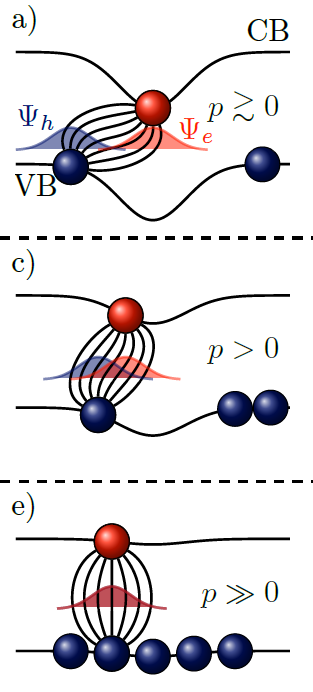 a)
CB
Ψ_h
p ≳ 0
Ψ_e
VB
c)
p > 0
e)
p ≫ 0